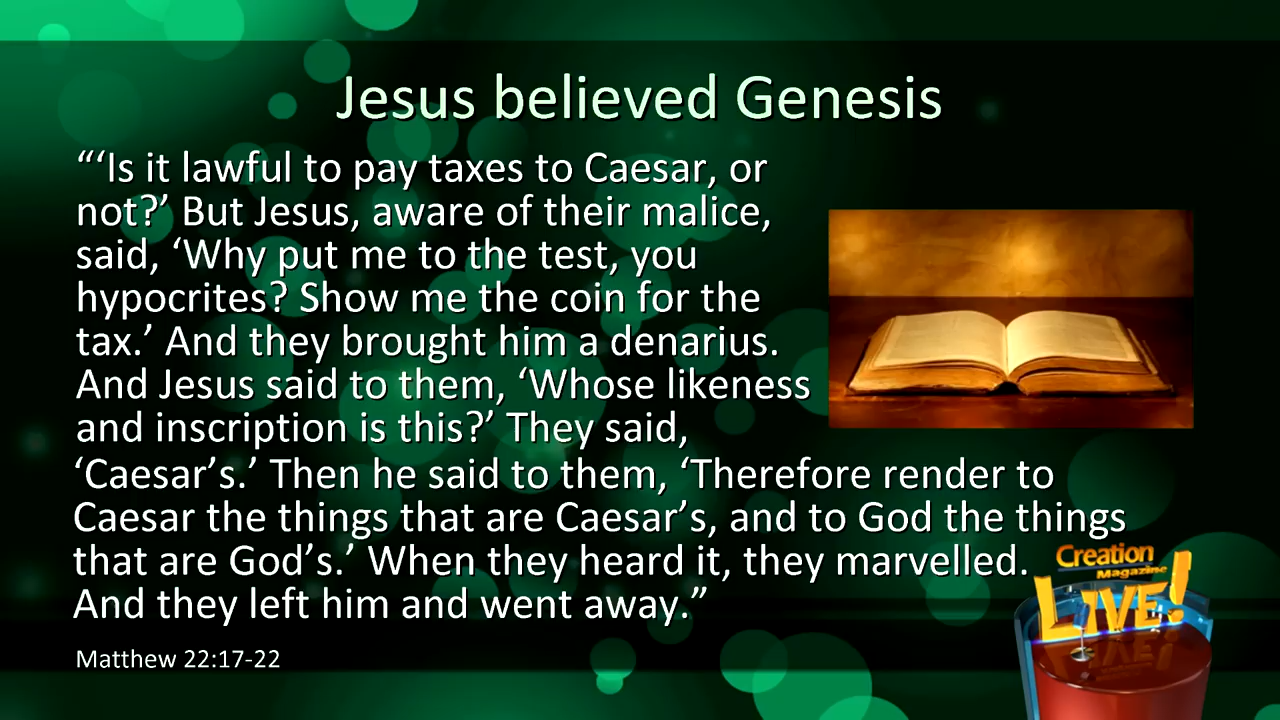 Jesus believed Genesis
“‘Is it lawful to pay taxes to Caesar, or
not?’ But Jesus, aware of their malice,
said, ‘Why put me to the test, you
hypocrites? Show me the coin for the
tax.’ And they brought him a denarius.
And Jesus said to them, ‘Whose likeness
and inscription is this?’ They said,
‘Caesar’s.’ Then he said to them, ‘Therefore render to
Caesar the things that are Caesar’s, and to God the things
that are God’s.’ When they heard it, they marvelled.
And they left him and went away.”
Matthew 22:17-22
Creation
Magazine
LIVE!